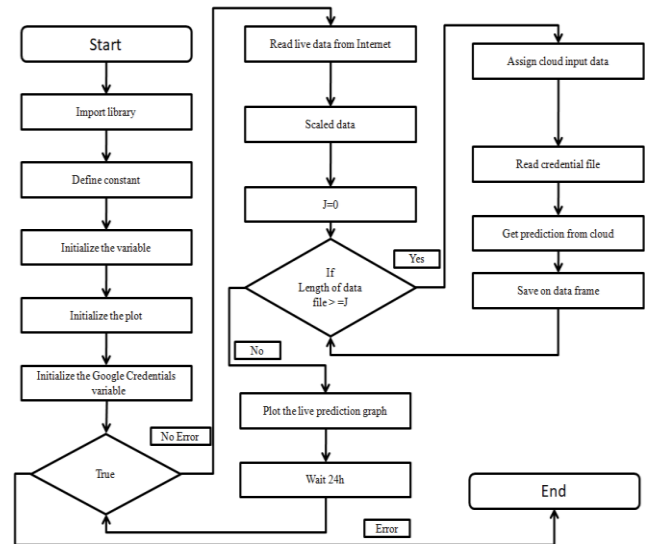 Start
Import library
Define constant
Initialize the variable
Initialize the plot
Initialize the Google Credentials
variable
True
No Error
Error
Read live data from Internet
Scaled data
J=0
If
Length of data
file > =J
Yes
No
Plot the live prediction graph
Wait 24h
Assign cloud input data
Read credential file
Get prediction from cloud
Save on data frame
End